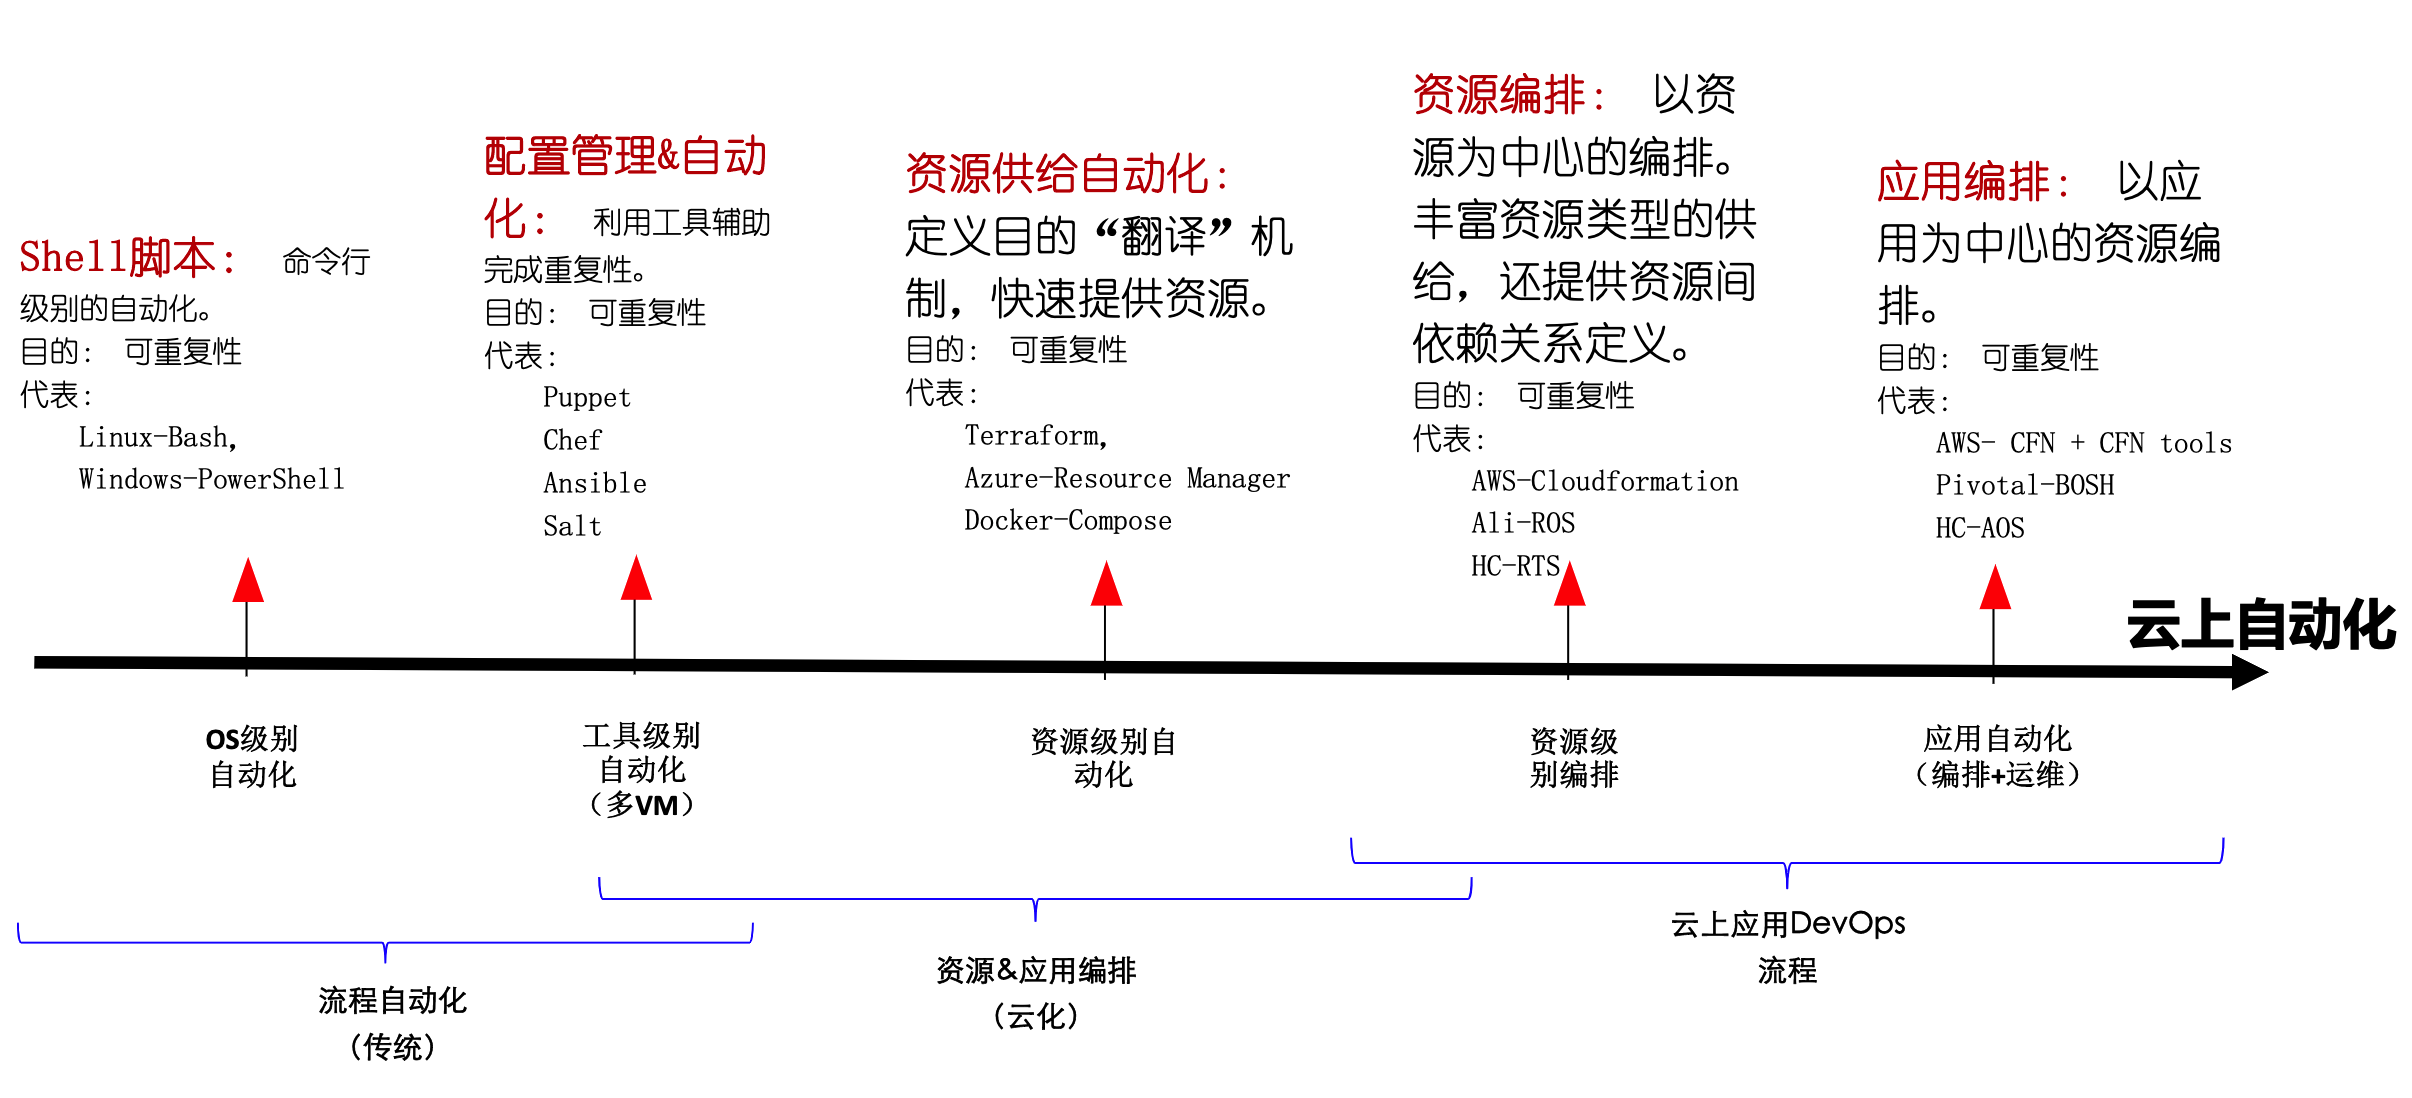 Shell脚本： 命令行
级别的自动化。
目的： 可重复性
代表：
Linux-Bash，
Windows-PowerShell
配置管理&自动
化： 利用工具辅助
完成重复性。
目的： 可重复性
代表：
Puppet
Chef
Ansible
Salt
资源供给自动化：
定义目的“翻译”机
制，快速提供资源。
目的： 可重复性
代表：
Terraform，
Azure-Resource Manager
Docker-Compose
资源编排： 以资
源为中心的编排。
丰富资源类型的供
给，还提供资源间
依赖关系定义。
目的： 可重复性
代表：
AWS-Cloudformation
Ali-ROS
HC-RTS
应用编排： 以应
用为中心的资源编
排。
目的： 可重复性
代表：
AWS- CFN + CFN tools
Pivotal-BOSH
HC-AOS
云上自动化
OS级别
自动化
工具级别
自动化
（多VM）
资源级别自
动化
资源级
别编排
应用自动化
（编排+运维）
流程自动化
（传统）
资源&应用编排
（云化）
云上应用DevOps
流程